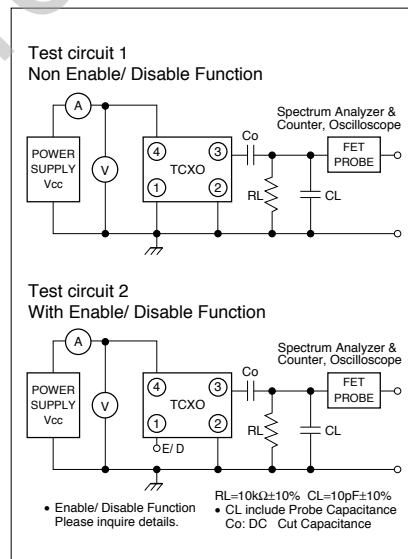 Test circuit 1
Non Enable/ Disable Function
Spectrum Analyzer &
Counter, Oscilloscope
A
POWER
SUPPLY
Vcc
V
4
3
TCXO
1
2
Co
RL
CL
FET
PROBE
Test circuit 2
With Enable/ Disable Function
Spectrum Analyzer &
Counter, Oscilloscope
A
POWER
SUPPLY
Vcc
V
4
3
TCXO
1
2
E/ D
Co
RL
CL
FET
PROBE
• Enable/ Disable Function
Please inquire details.
RL=10kΩ±10% CL=10pF±10%
• CL include Probe Capacitance
Co: DC Cut Capacitance